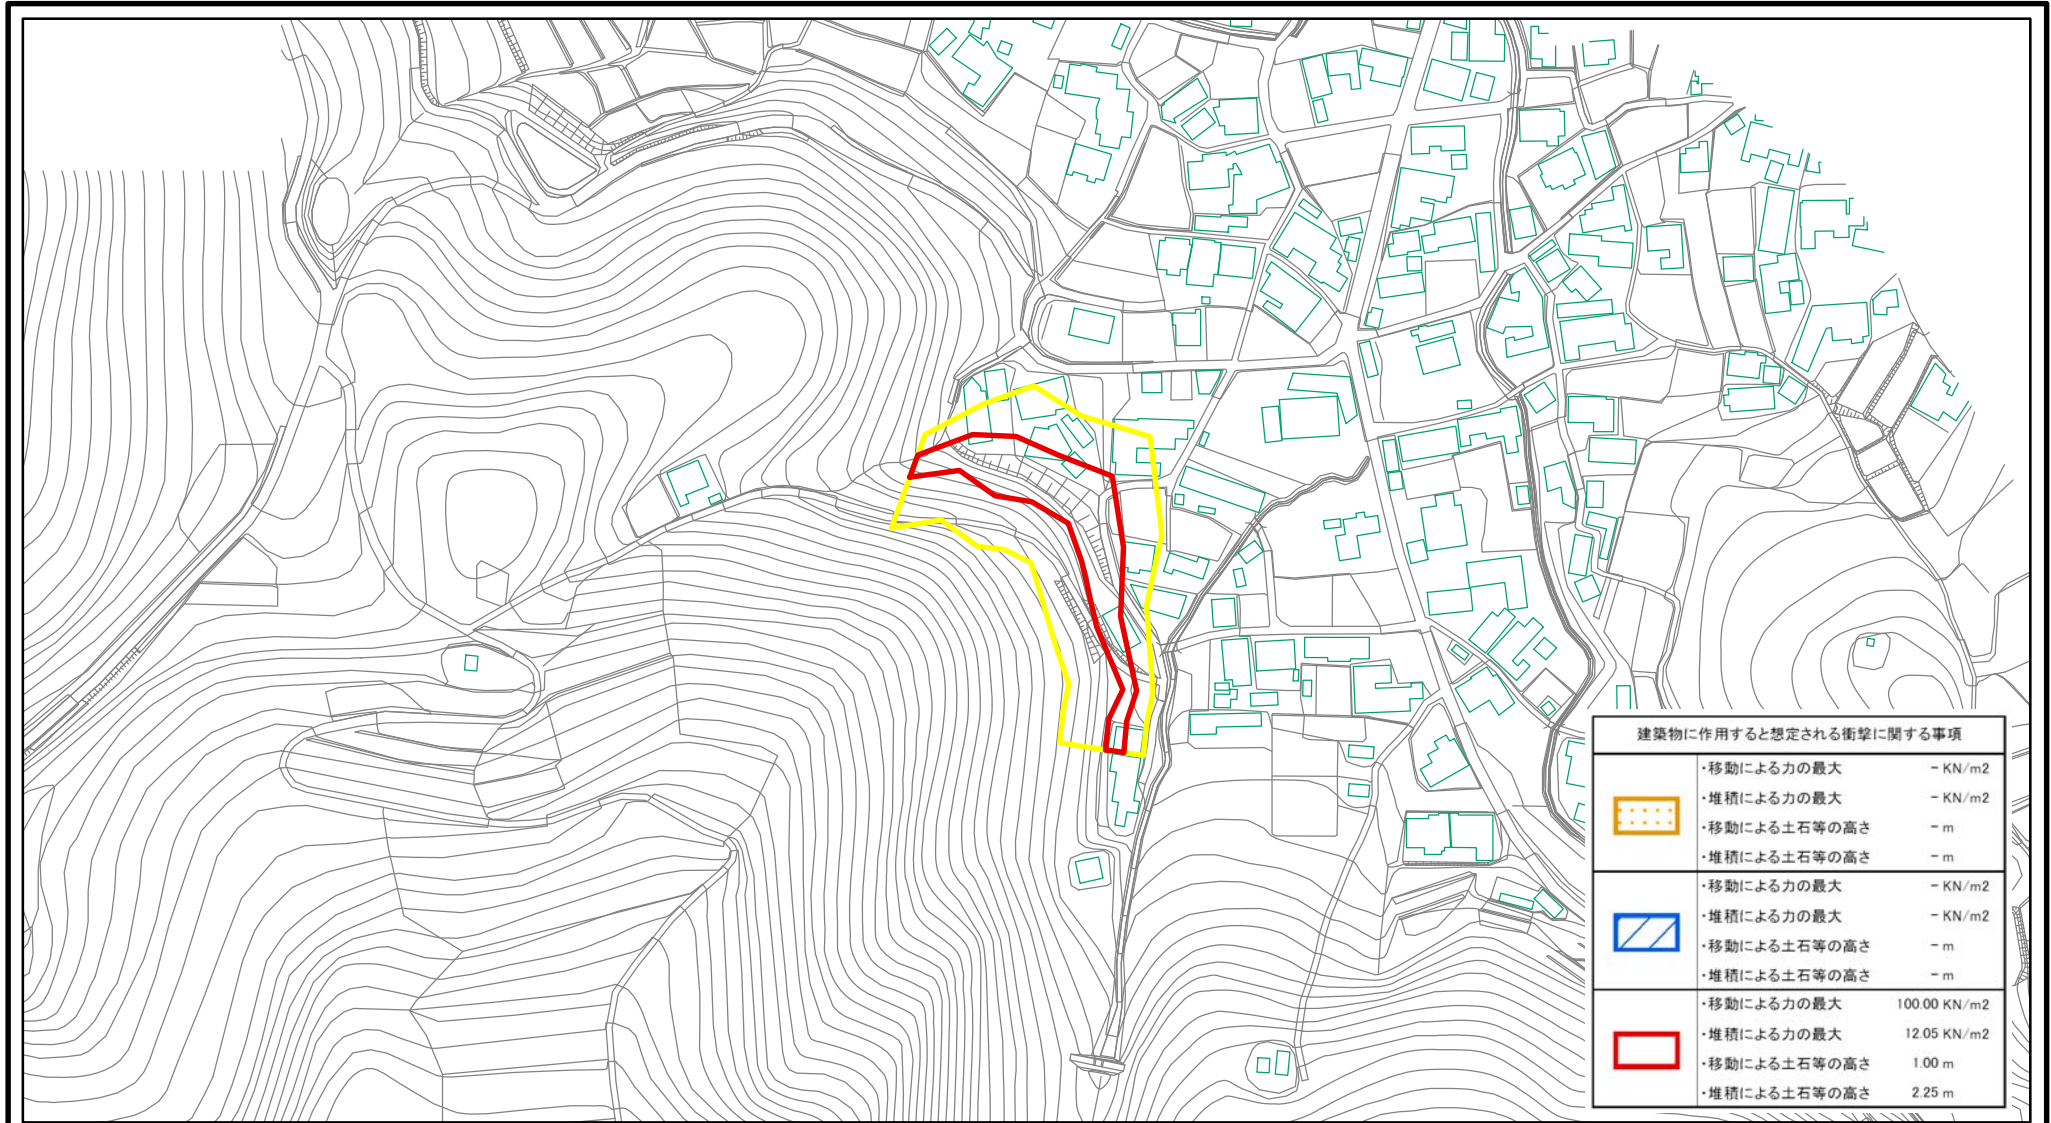 建築物に作用すると想定される衝撃に関する事項
・移動による力の最大 - KN/m2
・堆積による力の最大 - KN/m2
・移動による土石等の高さ - m
・堆積による土石等の高さ - m
・移動による力の最大 - KN/m2
・堆積による力の最大 - KN/m2
・移動による土石等の高さ - m
・堆積による土石等の高さ - m
・移動による力の最大 100.00 KN/m2
・堆積による力の最大 12.05 KN/m2
・移動による土石等の高さ 1.00 m
・堆積による土石等の高さ 2.25 m